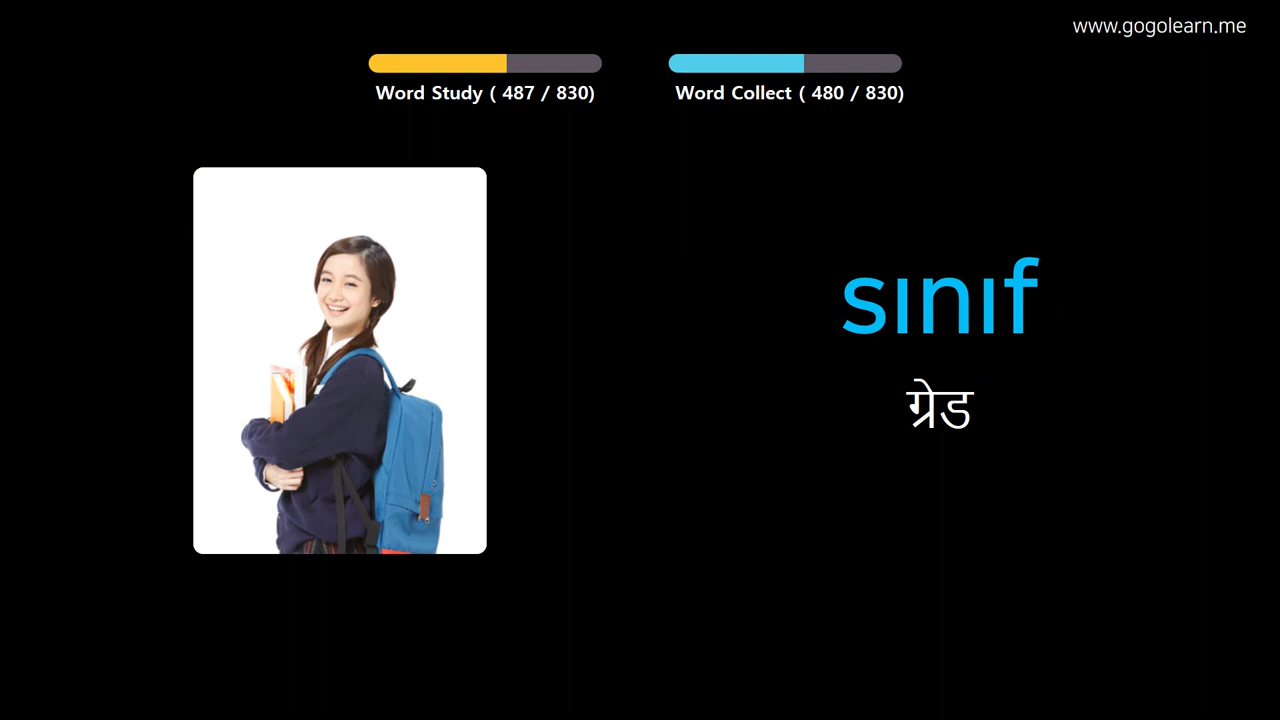 www.gogolearn.me
Word Study ( 487 / 830)
Word Collect ( 480 / 830)
sınıf
ग्रेड